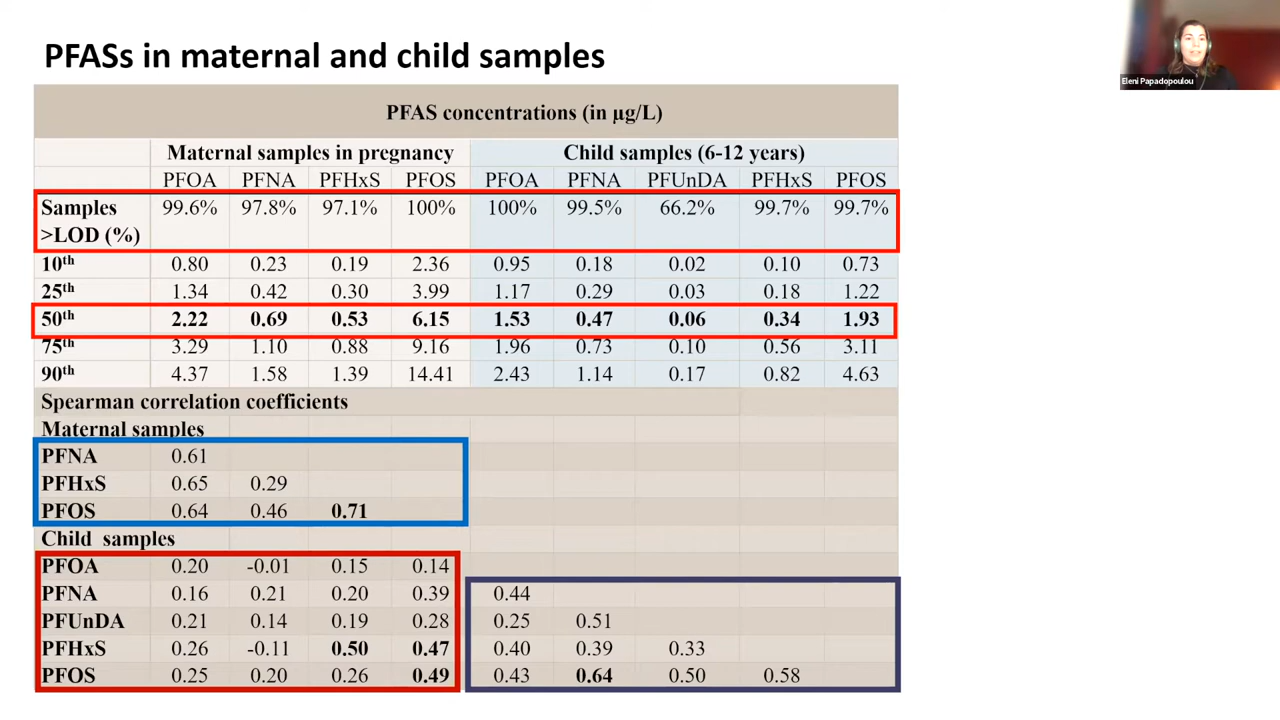 PFASs in maternal and child samples
Eleni Papadopoulou
PFAS concentrations (in µg/L)
Maternal samples in pregnancy Child samples (6-12 years)
PFOA PFNA PFHxS PFOS PFOA PFNA PFUnDA PFHxS PFOS
Samples >LOD (%) 99.6% 97.8% 97.1% 100% 100% 99.5% 66.2% 99.7% 99.7%
10th 0.80 0.23 0.19 2.36 0.95 0.18 0.02 0.10 0.73
25th 1.34 0.42 0.30 3.99 1.17 0.29 0.03 0.18 1.22
50th 2.22 0.69 0.53 6.15 1.53 0.47 0.06 0.34 1.93
75th 3.29 1.10 0.88 9.16 1.96 0.73 0.10 0.56 3.11
90th 4.37 1.58 1.39 14.41 2.43 1.14 0.17 0.82 4.63
Spearman correlation coefficients
Maternal samples
PFNA 0.61
PFHxS 0.65 0.29
PFOS 0.64 0.46 0.71
Child samples
PFOA 0.20 -0.01 0.15 0.14
PFNA 0.16 0.21 0.20 0.39 0.44
PFUnDA 0.21 0.14 0.19 0.28 0.25 0.51
PFHxS 0.26 -0.11 0.50 0.47 0.40 0.39 0.33
PFOS 0.25 0.20 0.26 0.49 0.43 0.64 0.50 0.58